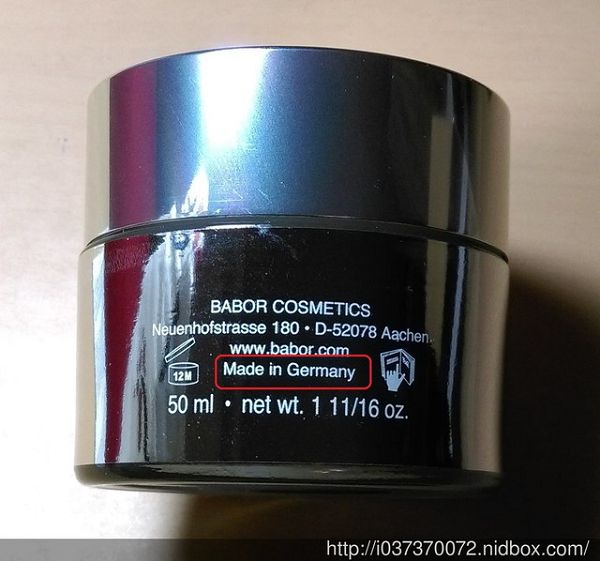 BABOR COSMETICS
Neuenhofstrasse 180 • D-52078 Aachen
www.babor.com
12M
Made in Germany
50 ml • net wt. 1 11/16 oz.
http://i037370072.nidbox.com/